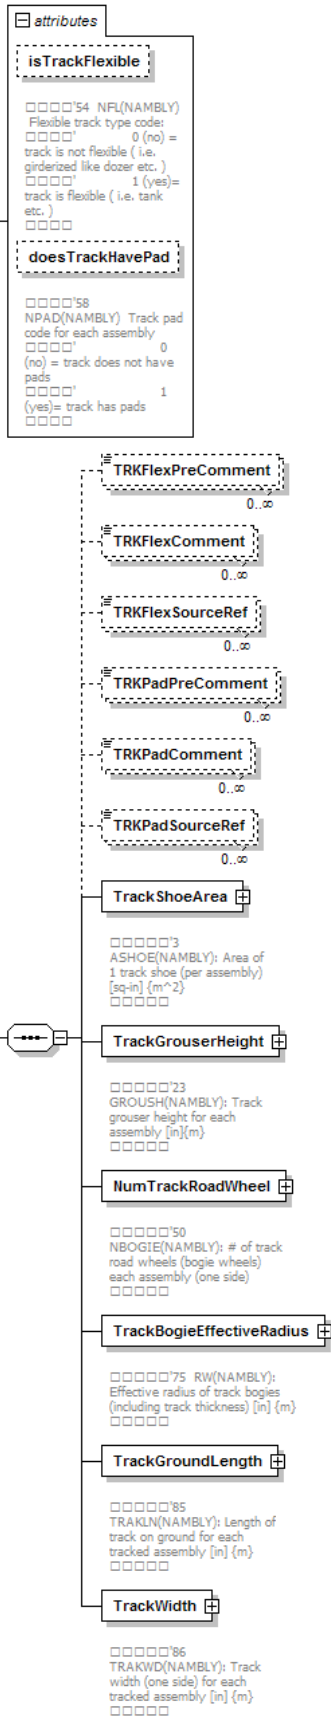 attributes
isTrackFlexible
□□□□'54 NFL(NAMBLY)
Flexible track type code:
□□□□' 0 (no) =
track is not flexible ( i.e.
girderized like dozer etc. )
□□□□' 1 (yes)=
track is flexible ( i.e. tank
etc. )
□□□□
doesTrackHavePad
□□□□'58
NPAD(NAMBLY) Track pad
code for each assembly
□□□□' 0
(no) = track does not have
pads
□□□□' 1
(yes)= track has pads
□□□□
TRKFlexPreComment
0..∞
TRKFlexComment
0..∞
TRKFlexSourceRef
0..∞
TRKPadPreComment
0..∞
TRKPadComment
0..∞
TRKPadSourceRef
0..∞
TrackShoeArea
□□□□□'3
ASHOE(NAMBLY): Area of
1 track shoe (per assembly)
[sq-in] {m^2}
□□□□□
TrackGrouserHeight
□□□□□'23
GROUSH(NAMBLY): Track
grouser height for each
assembly [in]{m}
□□□□□
NumTrackRoadWheel
□□□□□'50
NBOGIE(NAMBLY): # of track
road wheels (bogie wheels)
each assembly (one side)
□□□□□
TrackBogieEffectiveRadius
□□□□□'75 RW(NAMBLY):
Effective radius of track bogies
(including track thickness) [in] {m}
□□□□□
TrackGroundLength
□□□□□'85
TRAKLN(NAMBLY): Length of
track on ground for each
tracked assembly [in] {m}
□□□□□
TrackWidth
□□□□□'86
TRAKWD(NAMBLY): Track
width (one side) for each
tracked assembly [in] {m}
□□□□□